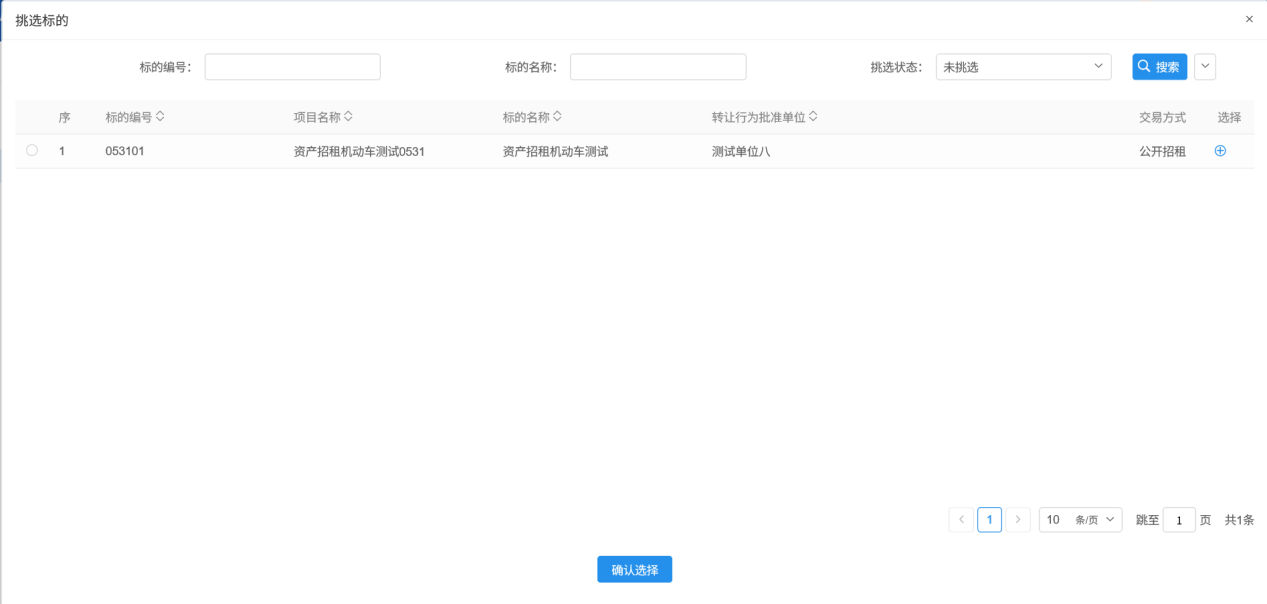 挑选标的
标的编号： 标的名称： 挑选状态： 未挑选 搜索
序 标的编号 项目名称 标的名称 转让行为批准单位 交易方式 选择
1 053101 资产招租机动车测试0531 资产招租机动车测试 测试单位八 公开招租
1 10 条/页 跳至 1 页 共1条
确认选择